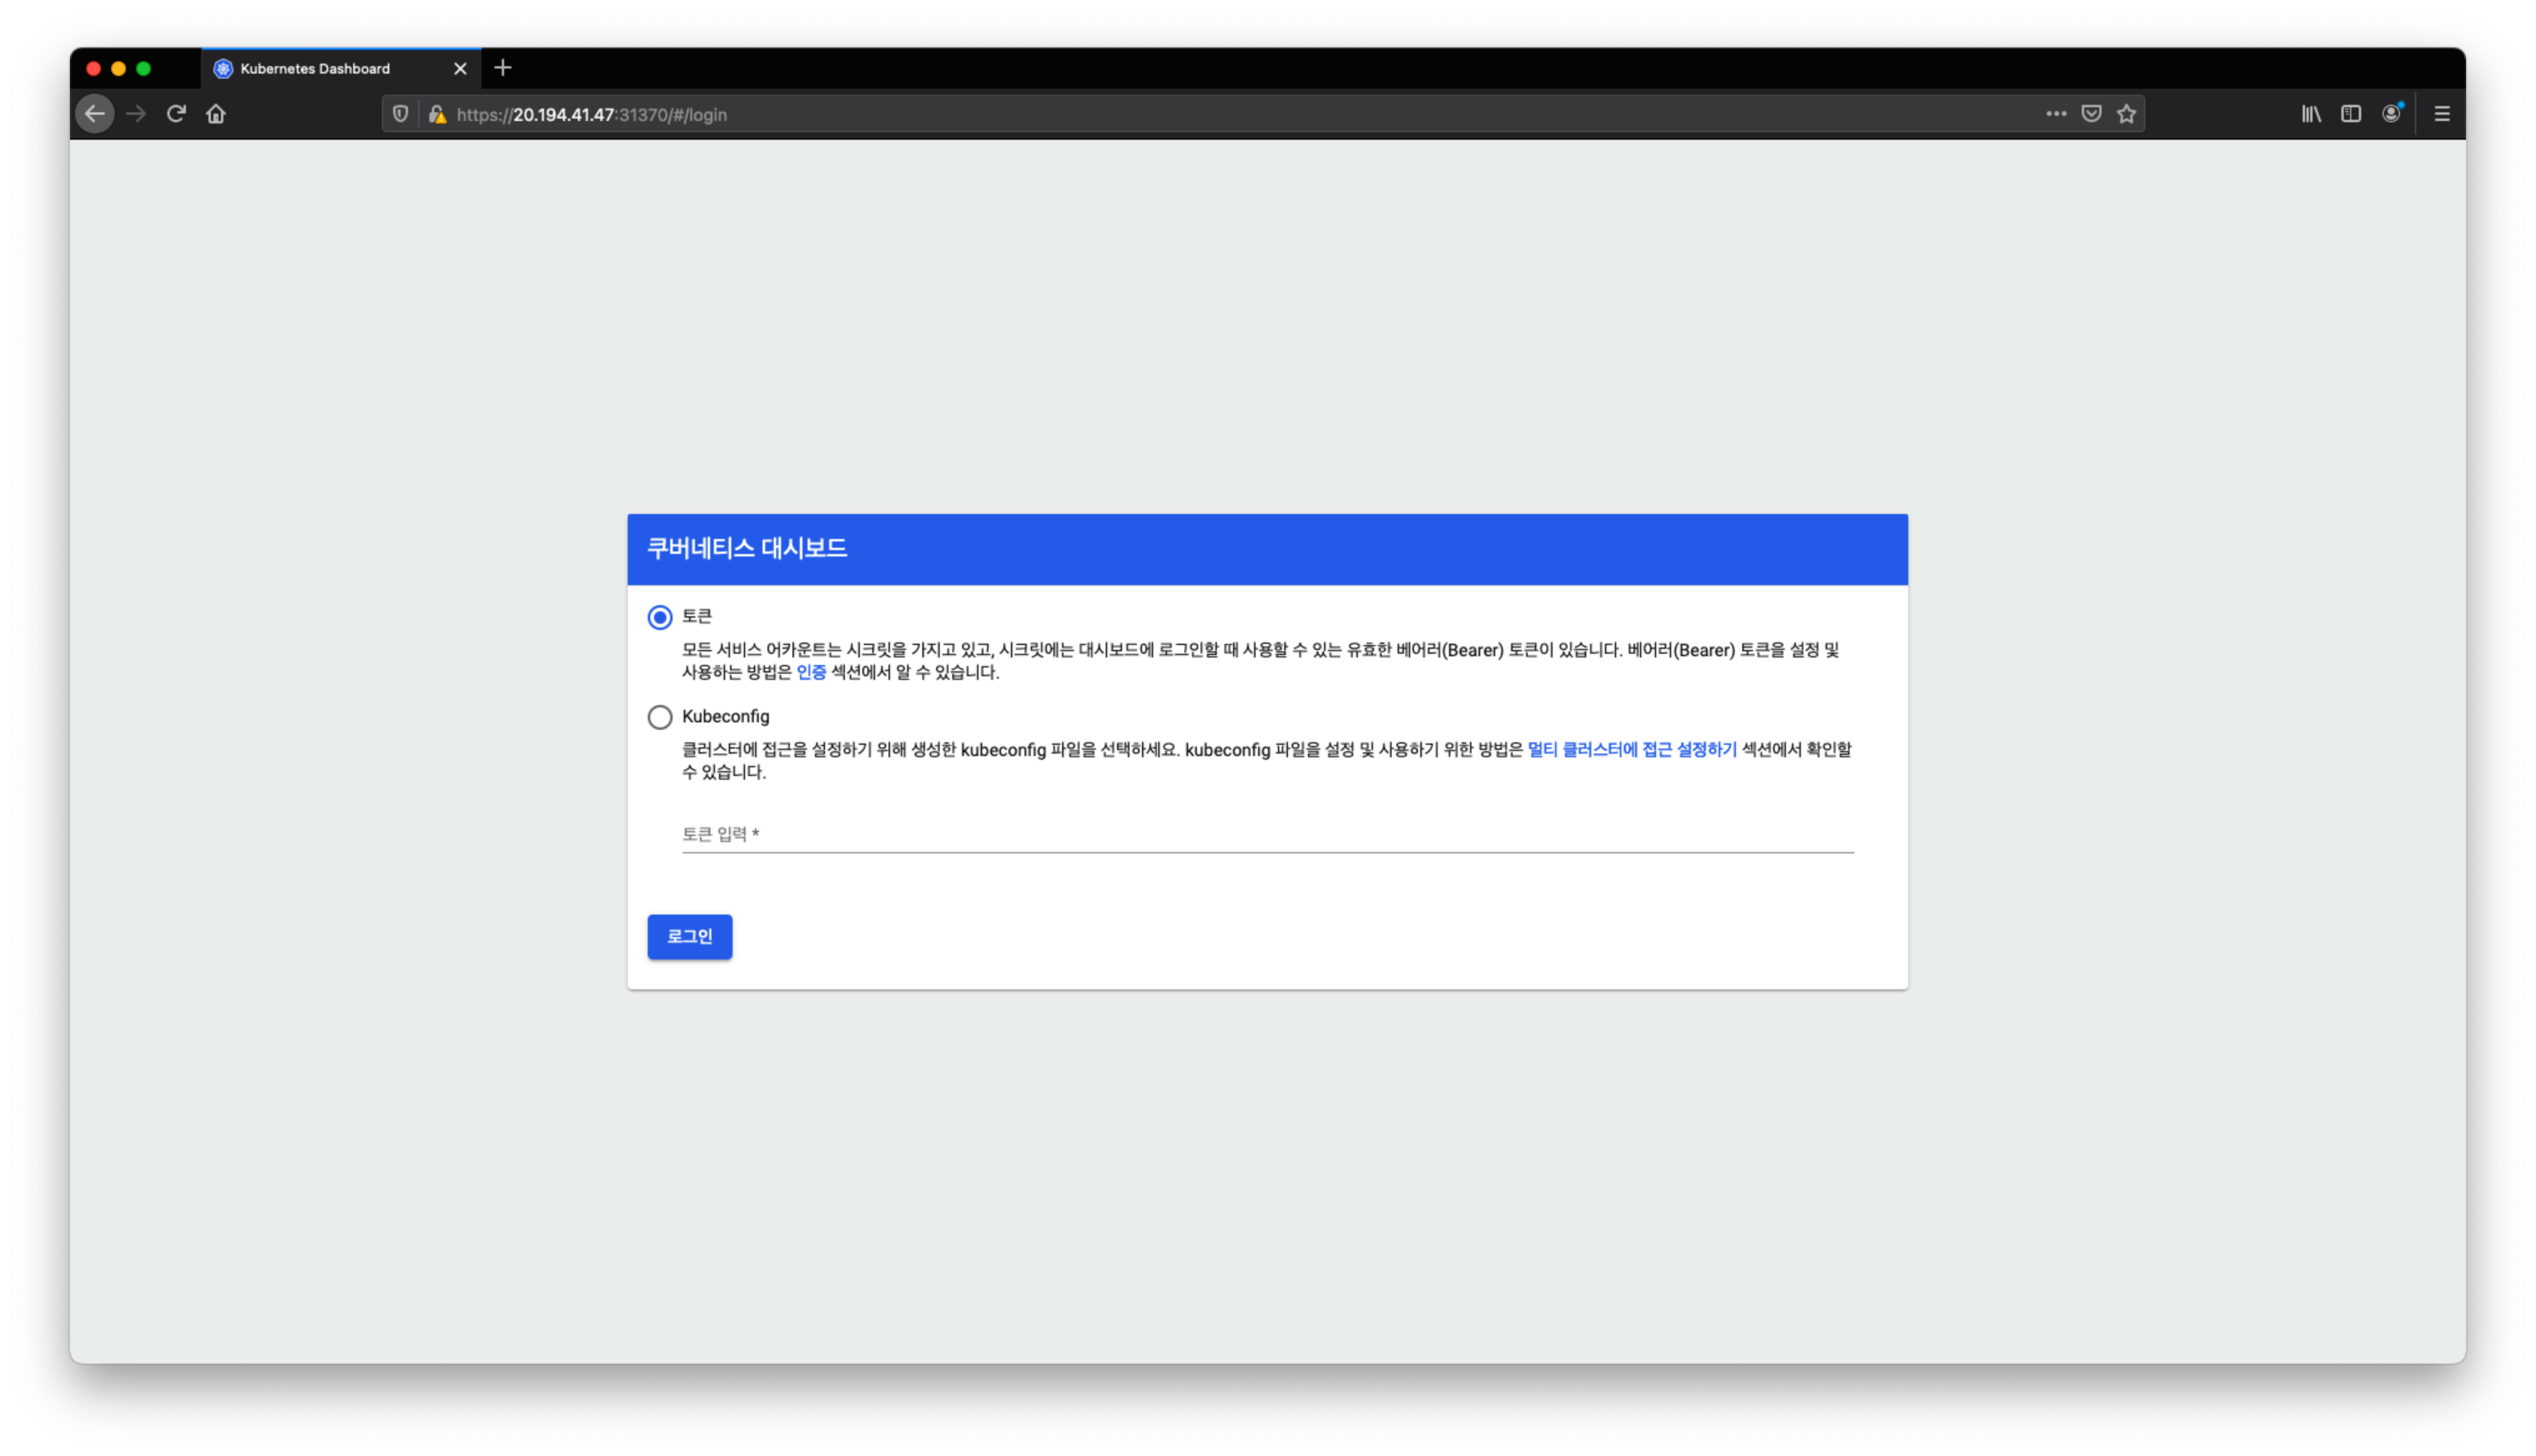 Kubernetes Dashboard
https://20.194.41.47:31370/#/login
쿠버네티스 대시보드
토큰
모든 서비스 어카운트는 시크릿을 가지고 있고, 시크릿에는 대시보드에 로그인할 때 사용할 수 있는 유효한 베어러(Bearer) 토큰이 있습니다. 베어러(Bearer) 토큰을 설정 및
사용하는 방법은 인증 섹션에서 알 수 있습니다.
Kubeconfig
클러스터에 접근을 설정하기 위해 생성한 kubeconfig 파일을 선택하세요. kubeconfig 파일을 설정 및 사용하기 위한 방법은 멀티 클러스터에 접근 설정하기 섹션에서 확인할
수 있습니다.
토큰 입력 *
로그인